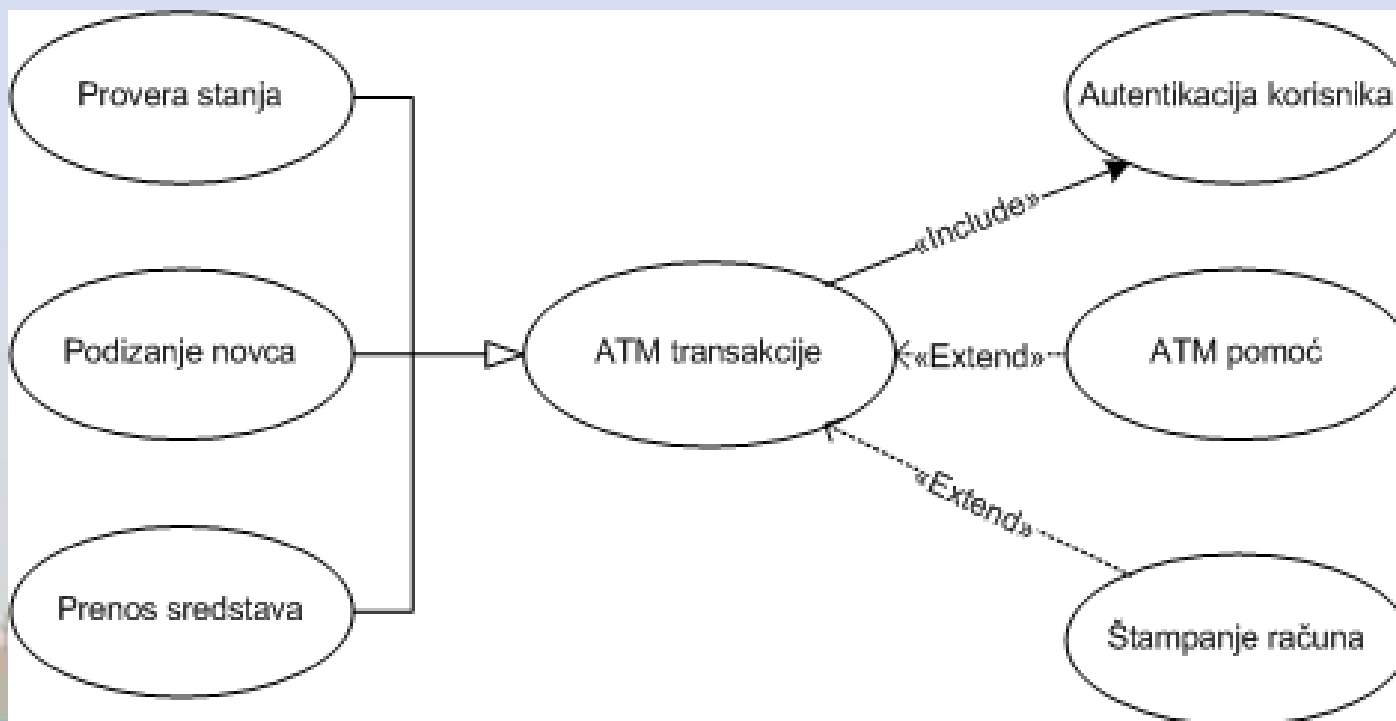 Provera stanja
Autentikacija korisnika
«Include»
Podizanje novca
ATM transakcije
«Extend»
ATM pomoć
«Extend»
Prenos sredstava
Štampanje računa